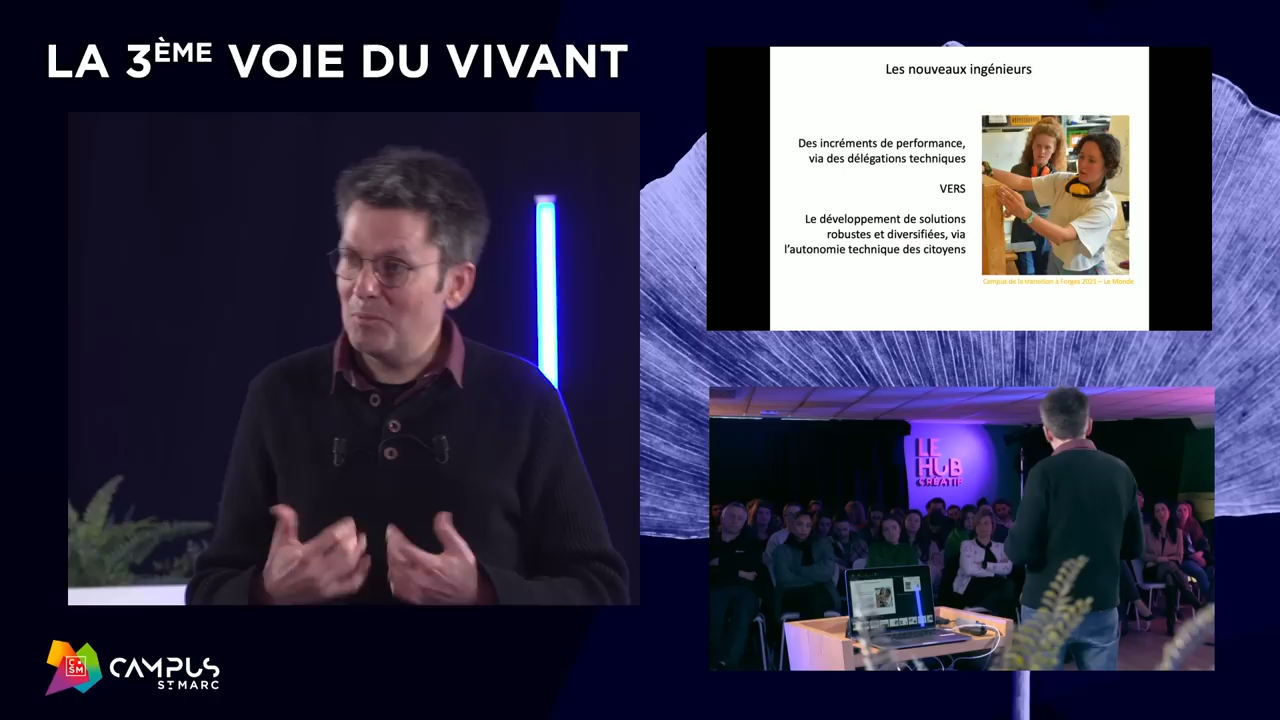 LA 3ÈME VOIE DU VIVANT
Les nouveaux ingénieurs
Des incréments de performance,
via des délégations techniques
VERS
Le développement de solutions
robustes et diversifiées, via
l'autonomie technique des citoyens
Campus de la transition à Forges 2021 – Le Monde
LE
HUB
CRÉATIF
C
SM
CAMPUS
ST MARC